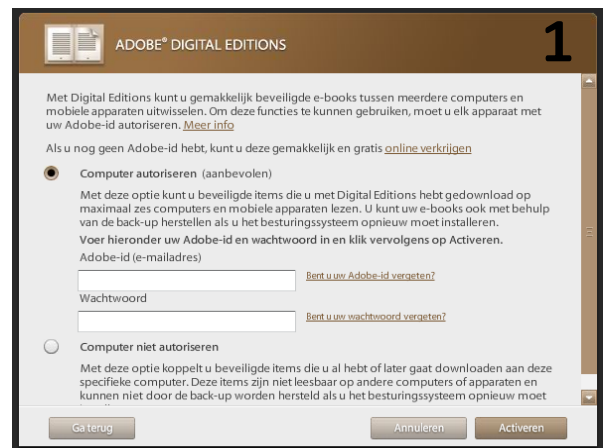 ADOBE® DIGITAL EDITIONS
1
Met Digital Editions kunt u gemakkelijk beveiligde e-books tussen meerdere computers en
mobiele apparaten uitwisselen. Om deze functies te kunnen gebruiken, moet u elk apparaat met
uw Adobe-id autoriseren. Meer info
Als u nog geen Adobe-id hebt, kunt u deze gemakkelijk en gratis online verkrijgen
Computer autoriseren (aanbevolen)
Met deze optie kunt u beveiligde items die u met Digital Editions hebt gedownload op
maximaal zes computers en mobiele apparaten lezen. U kunt uw e-books ook met behulp
van de back-up herstellen als u het besturingssysteem opnieuw moet installeren.
Voer hieronder uw Adobe-id en wachtwoord in en klik vervolgens op Activeren.
Adobe-id (e-mailadres)
Bent u uw Adobe-id vergeten?
Wachtwoord
Bent u uw wachtwoord vergeten?
Computer niet autoriseren
Met deze optie koppelt u beveiligde items die u al hebt of later gaat downloaden aan deze
specifieke computer. Deze items zijn niet leesbaar op andere computers of apparaten en
kunnen niet door de back-up worden hersteld als u het besturingssysteem opnieuw moet
Ga terug
Annuleren
Activeren